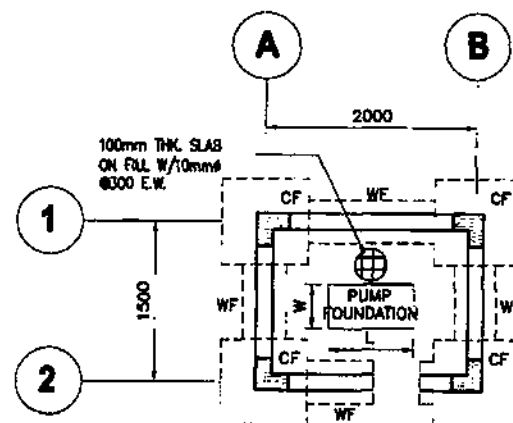 A
B
2000
100mm THK. SLAB
ON FILL W/10mmø
@300 E.W.
CF
WF
CF
1
1500
WF
W
PUMP
FOUNDATION
WF
L
2
CF
CF
WF